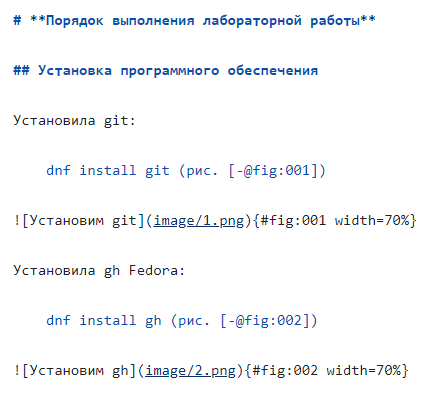 # **Порядок выполнения лабораторной работы**
## Установка программного обеспечения
Установила git:
dnf install git (рис. [-@fig:001])
![Установим git](image/1.png){#fig:001 width=70%}
Установила gh Fedora:
dnf install gh (рис. [-@fig:002])
![Установим gh](image/2.png){#fig:002 width=70%}